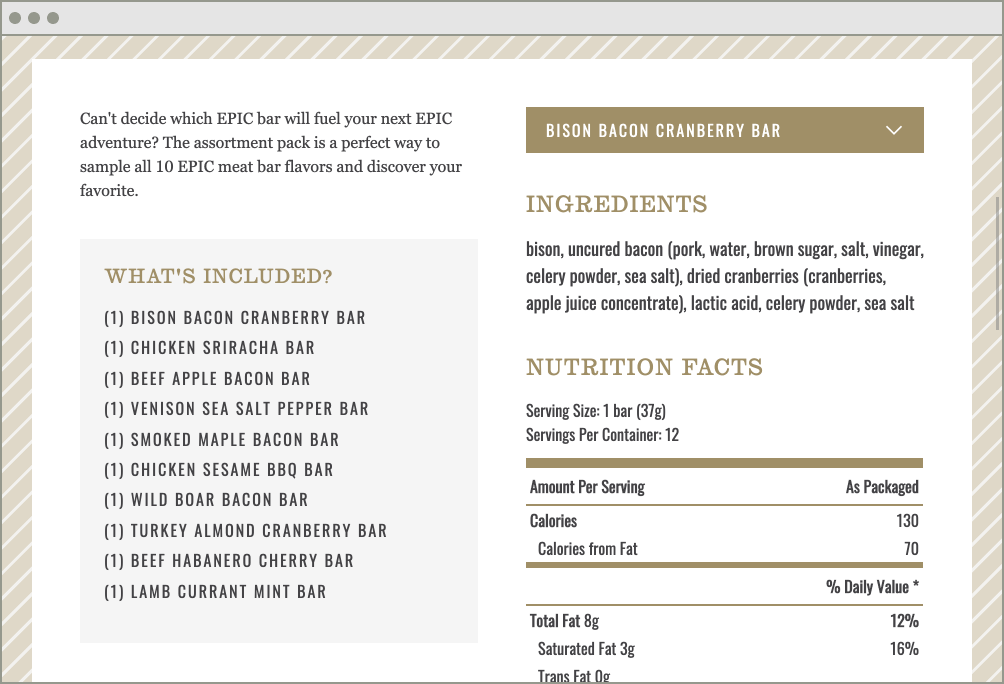 Can't decide which EPIC bar will fuel your next EPIC
adventure? The assortment pack is a perfect way to
sample all 10 EPIC meat bar flavors and discover your
favorite.
WHAT'S INCLUDED?
(1) BISON BACON CRANBERRY BAR
(1) CHICKEN SRIRACHA BAR
(1) BEEF APPLE BACON BAR
(1) VENISON SEA SALT PEPPER BAR
(1) SMOKED MAPLE BACON BAR
(1) CHICKEN SESAME BBQ BAR
(1) WILD BOAR BACON BAR
(1) TURKEY ALMOND CRANBERRY BAR
(1) BEEF HABANERO CHERRY BAR
(1) LAMB CURRANT MINT BAR
BISON BACON CRANBERRY BAR
INGREDIENTS
bison, uncured bacon (pork, water, brown sugar, salt, vinegar,
celery powder, sea salt), dried cranberries (cranberries,
apple juice concentrate), lactic acid, celery powder, sea salt
NUTRITION FACTS
Serving Size: 1 bar (37g)
Servings Per Container: 12
Amount Per Serving As Packaged
Calories 130
Calories from Fat 70
% Daily Value *
Total Fat 8g 12%
Saturated Fat 3g 16%
Trans Fat 0g